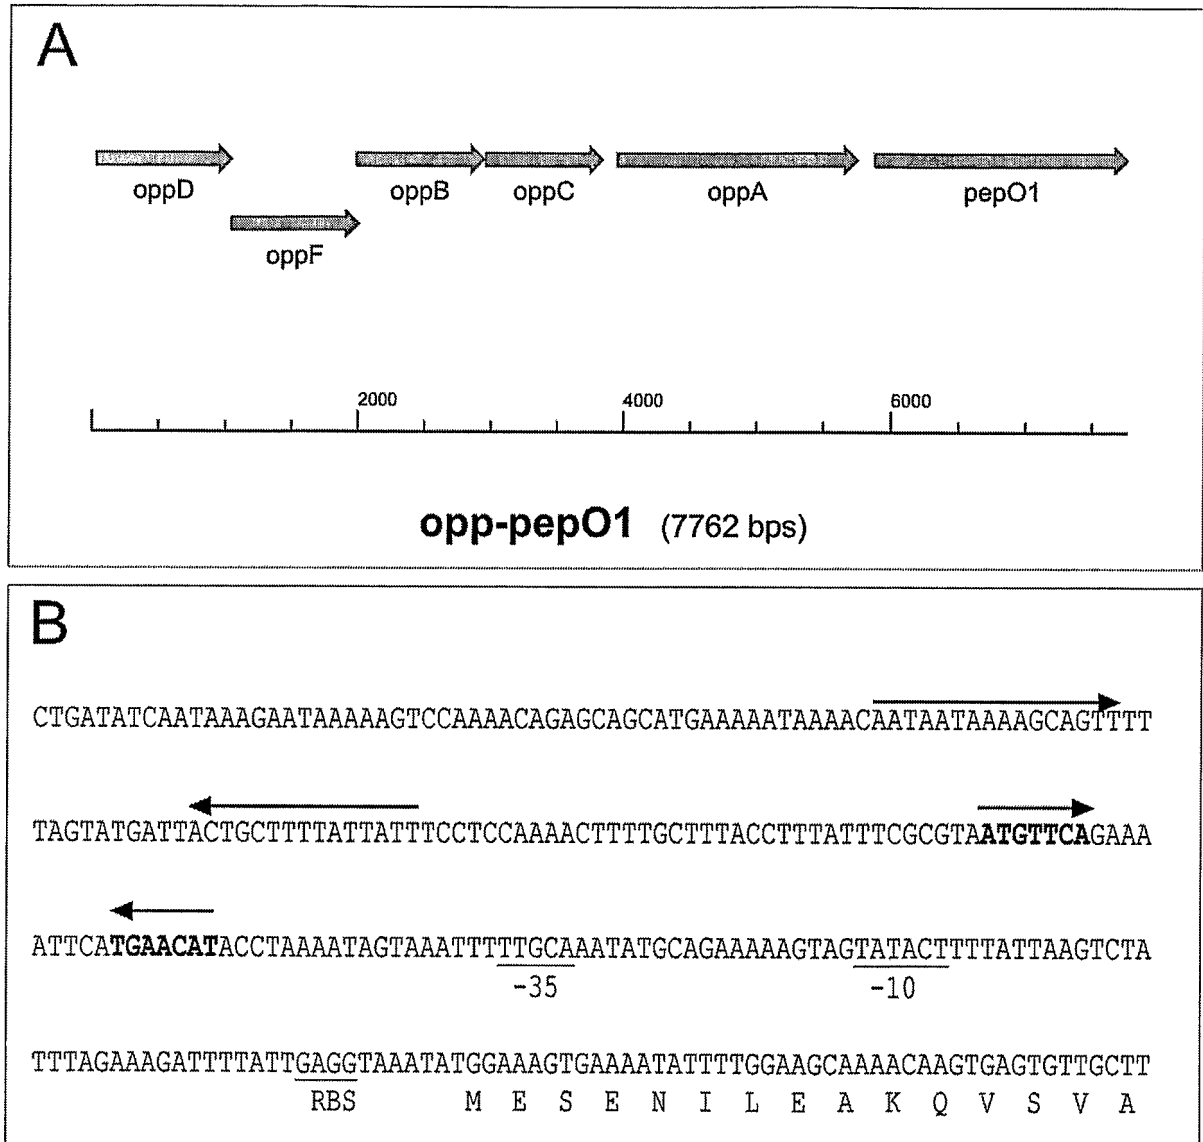 A
oppD oppB oppC oppA pepO1
oppF
2000 4000 6000
opp-pepO1 (7762 bps)
B
CTGATATCAATAAAGAATAAAAAGTCCAAAACAGAGCAGCATGAAAAATAAAACAATAATAAAAGCAGTTTT
TAGTATGATTACTGCTTTTATTATTTCCTCCAAAACTTTTGCTTTACCTTTATTTCGCGTAATGTTCAGAAA
ATTCATGAACATACCTAAAATAGTAAATTTTTGCAAATATGCAGAAAAAGTAGTATACTTTTATTAAGTCTA
-35 -10
TTTAGAAAGATTTTATTGAGGTAAATATGGAAAGTGAAAATATTTTGGAAGCAAAACAAGTGAGTGTTGCTT
RBS M E S E N I L E A K Q V S V A